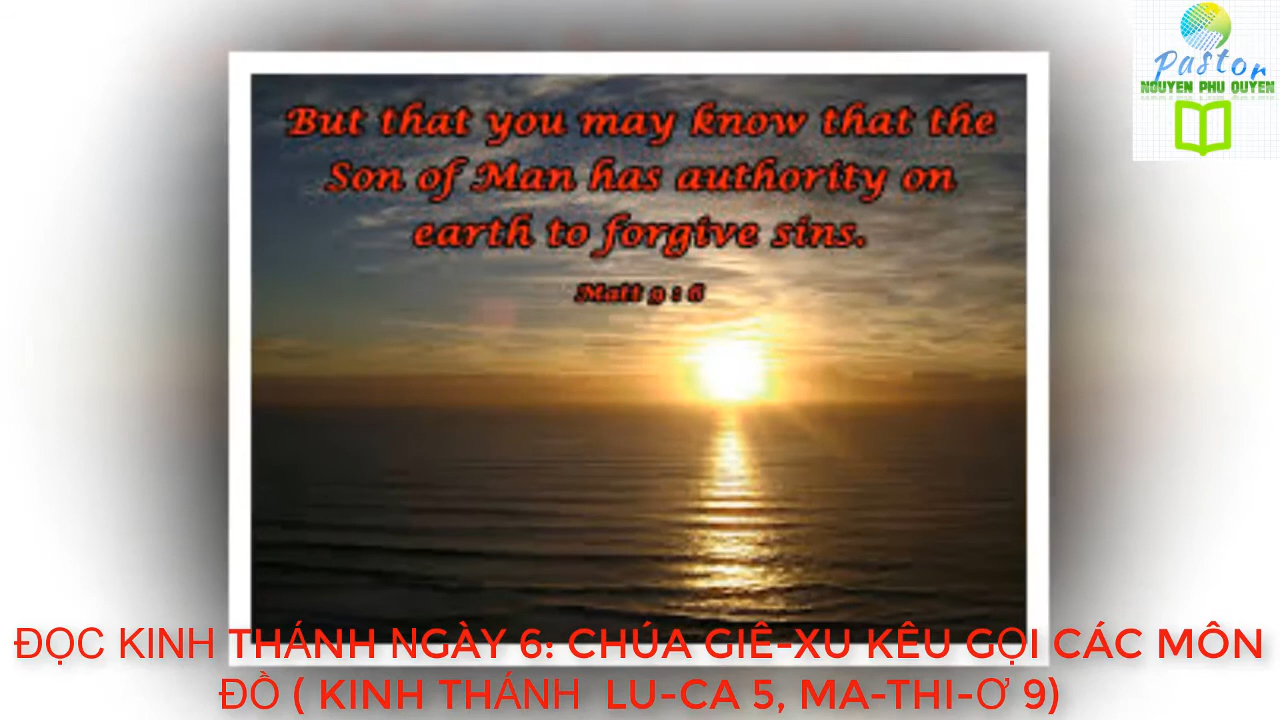 Pastor
NGUYEN PHU QUYEN
But that you may know that the
Son of Man has authority on
earth to forgive sins.
Matt 9 : 6
ĐỌC KINH THÁNH NGÀY 6: CHÚA GIÊ-XU KÊU GỌI CÁC MÔN
ĐỒ ( KINH THÁNH LU-CA 5, MA-THI-Ơ 9)